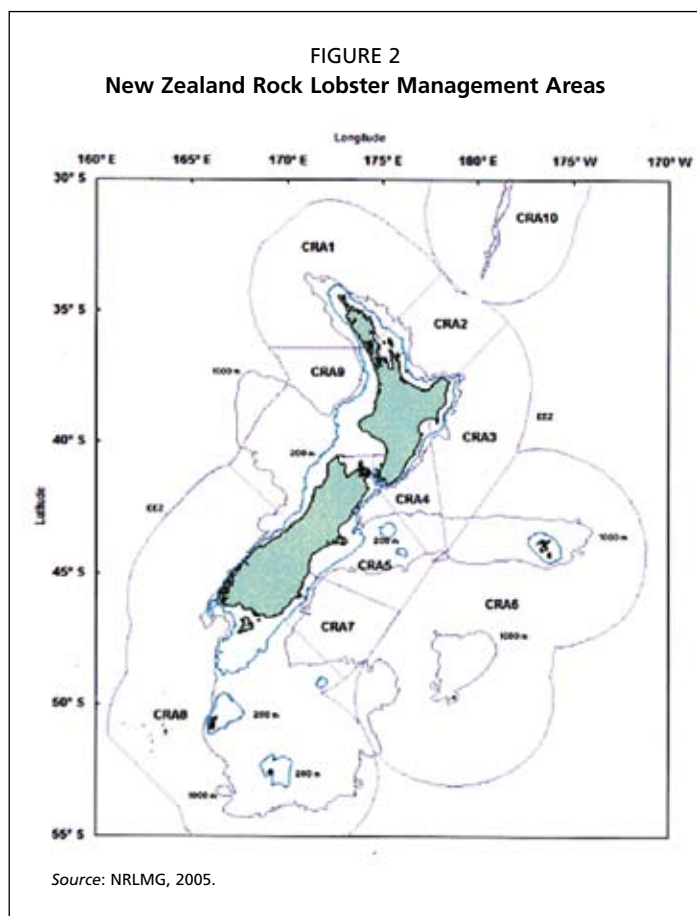 FIGURE 2
New Zealand Rock Lobster Management Areas
Longitude
160° E 165° E 170° E 175° E 180° E 175° W 170° W
30° S
CRA10
CRA1
35° S
CRA2
CRA9
1000 m
EEZ
CRA3
40° S
200 m
Latitude
CRA4
EEZ
200 m
1000 m
CRA5
45° S
CRA6
CRA7
1000 m
50° S
CRA8
200 m
200 m
1000 m
55° S
Source: NRLMG, 2005.